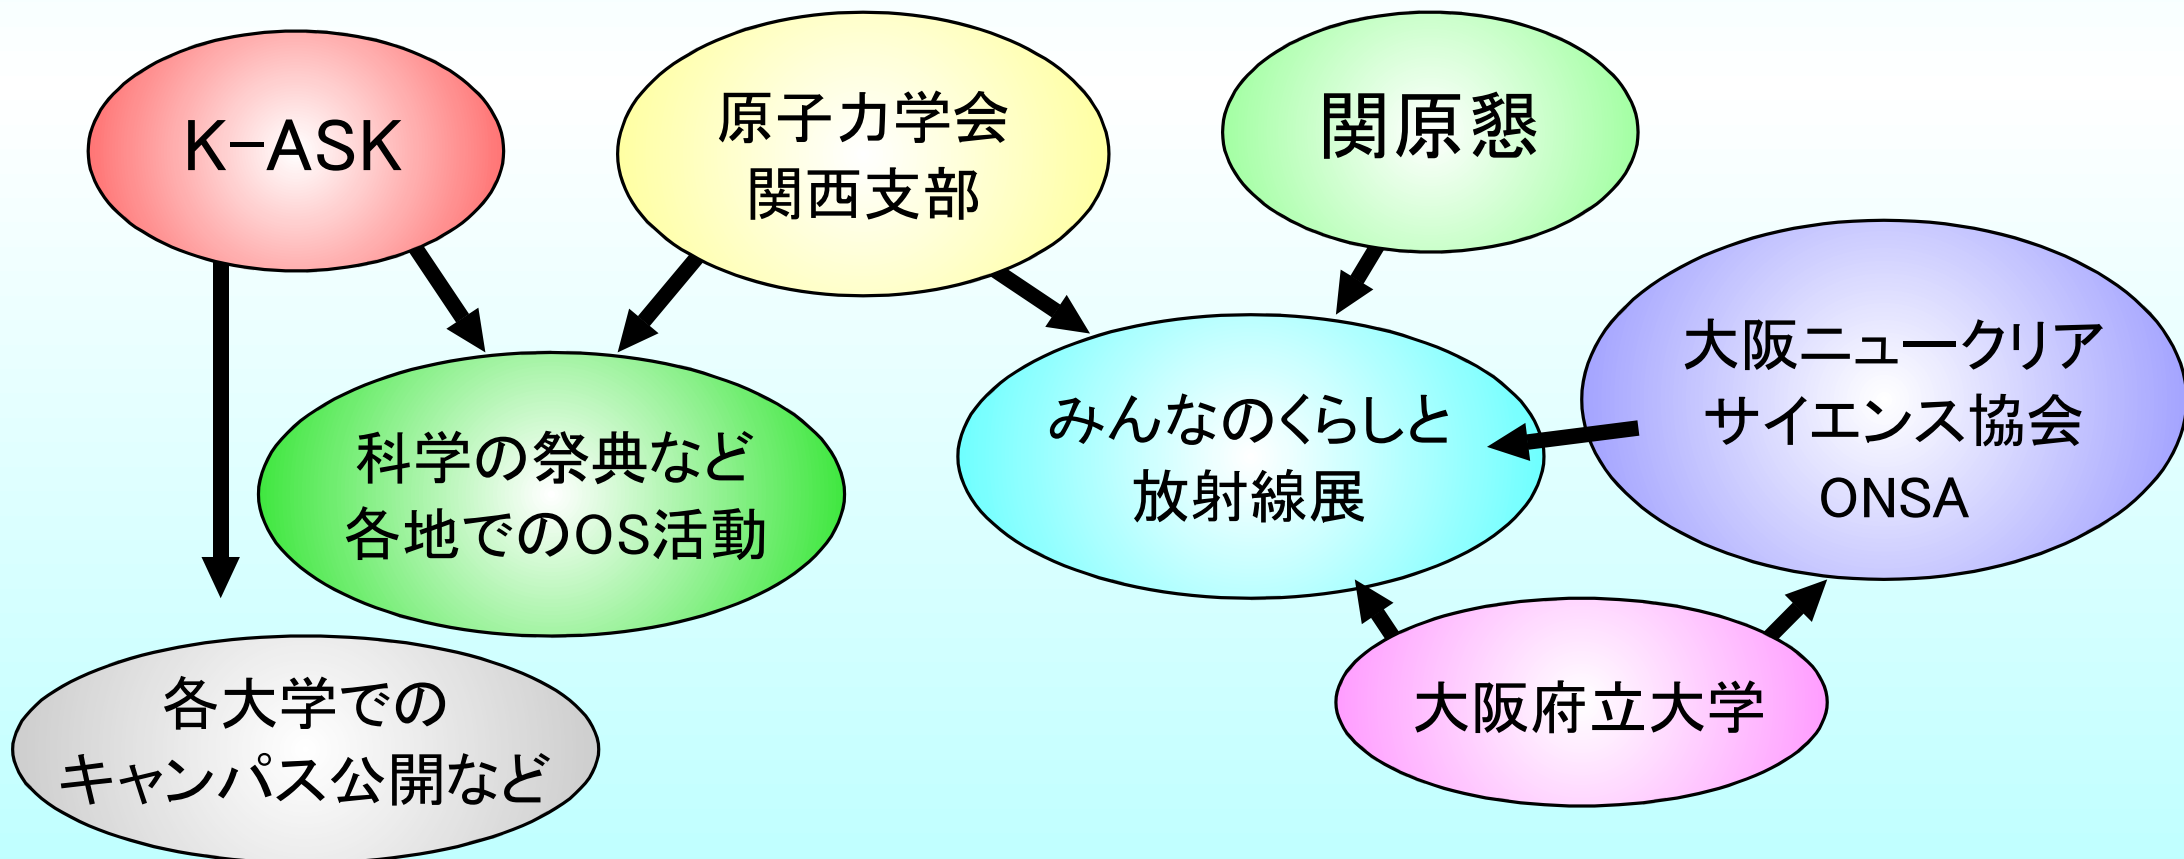 K-ASK
原子力学会
関西支部
関原懇
大阪ニュークリア
サイエンス協会
ONSA
みんなのくらしと
放射線展
科学の祭典など
各地でのOS活動
各大学での
キャンパス公開など
大阪府立大学